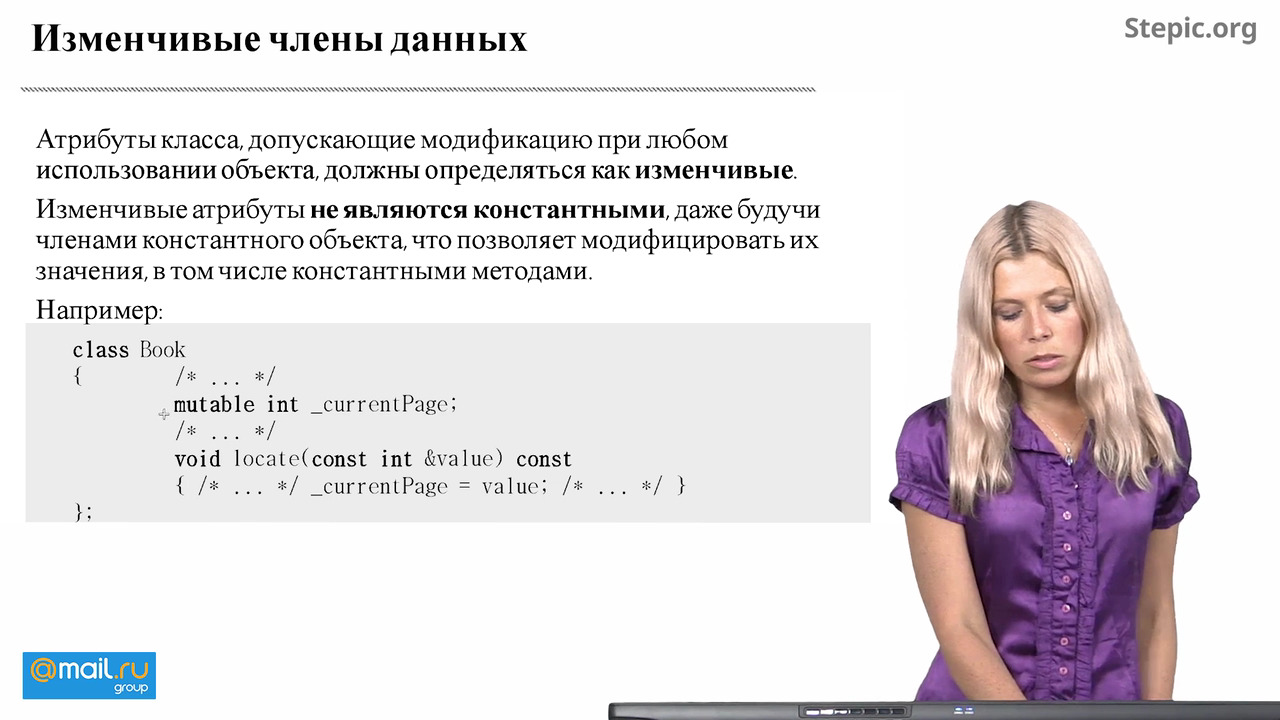 Изменчивые члены данных
Stepic.org
Атрибуты класса, допускающие модификацию при любом
использовании объекта, должны определяться как изменчивые.
Изменчивые атрибуты не являются константными, даже будучи
членами константного объекта, что позволяет модифицировать их
значения, в том числе константными методами.
Например:
class Book
{ /* ... */
mutable int _currentPage;
/* ... */
void locate(const int &value) const
{ /* ... */ _currentPage = value; /* ... */ }
};
@mail.ru
group